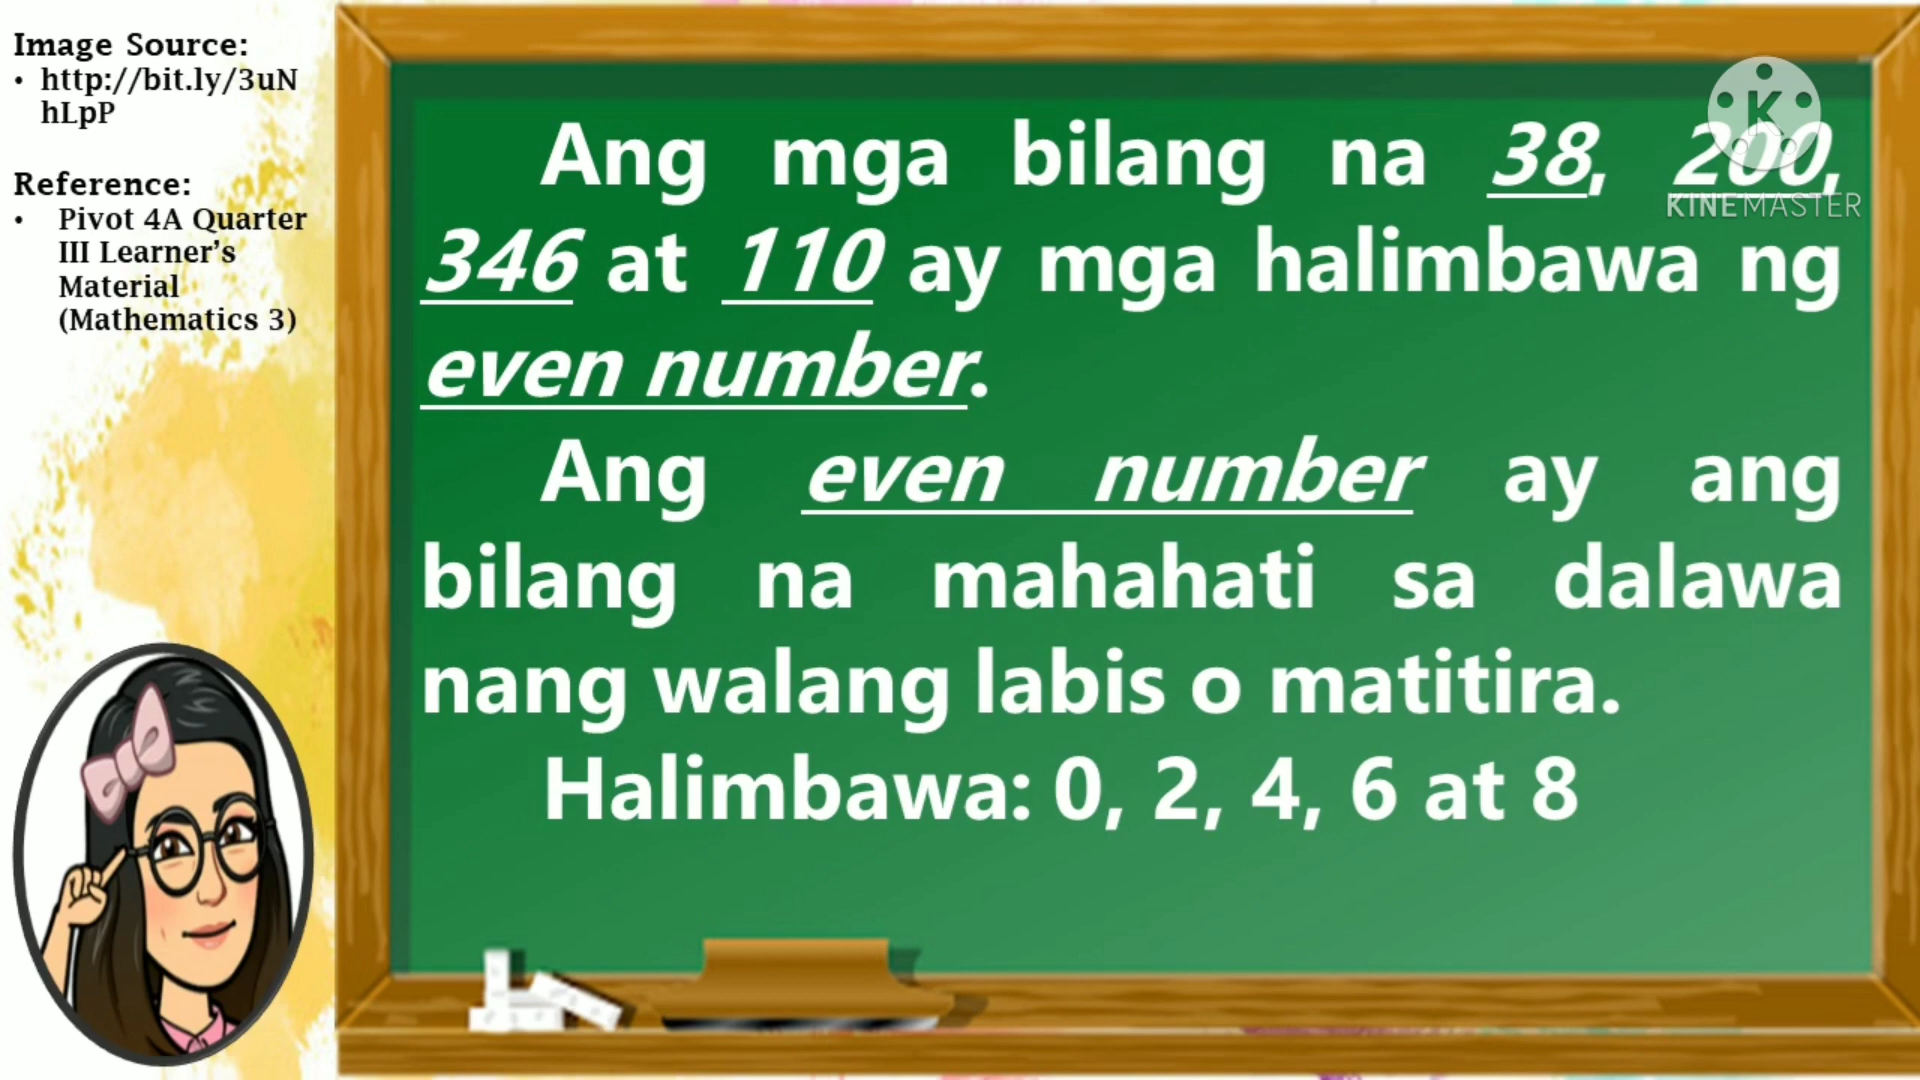 Image Source:
• http://bit.ly/3uN
hLpP
Reference:
• Pivot 4A Quarter
III Learner's
Material
(Mathematics 3)
Ang mga bilang na 38, 200,
346 at 110 ay mga halimbawa ng
even number.
Ang even number ay ang
bilang na mahahati sa dalawa
nang walang labis o matitira.
Halimbawa: 0, 2, 4, 6 at 8
K
KINEMASTER